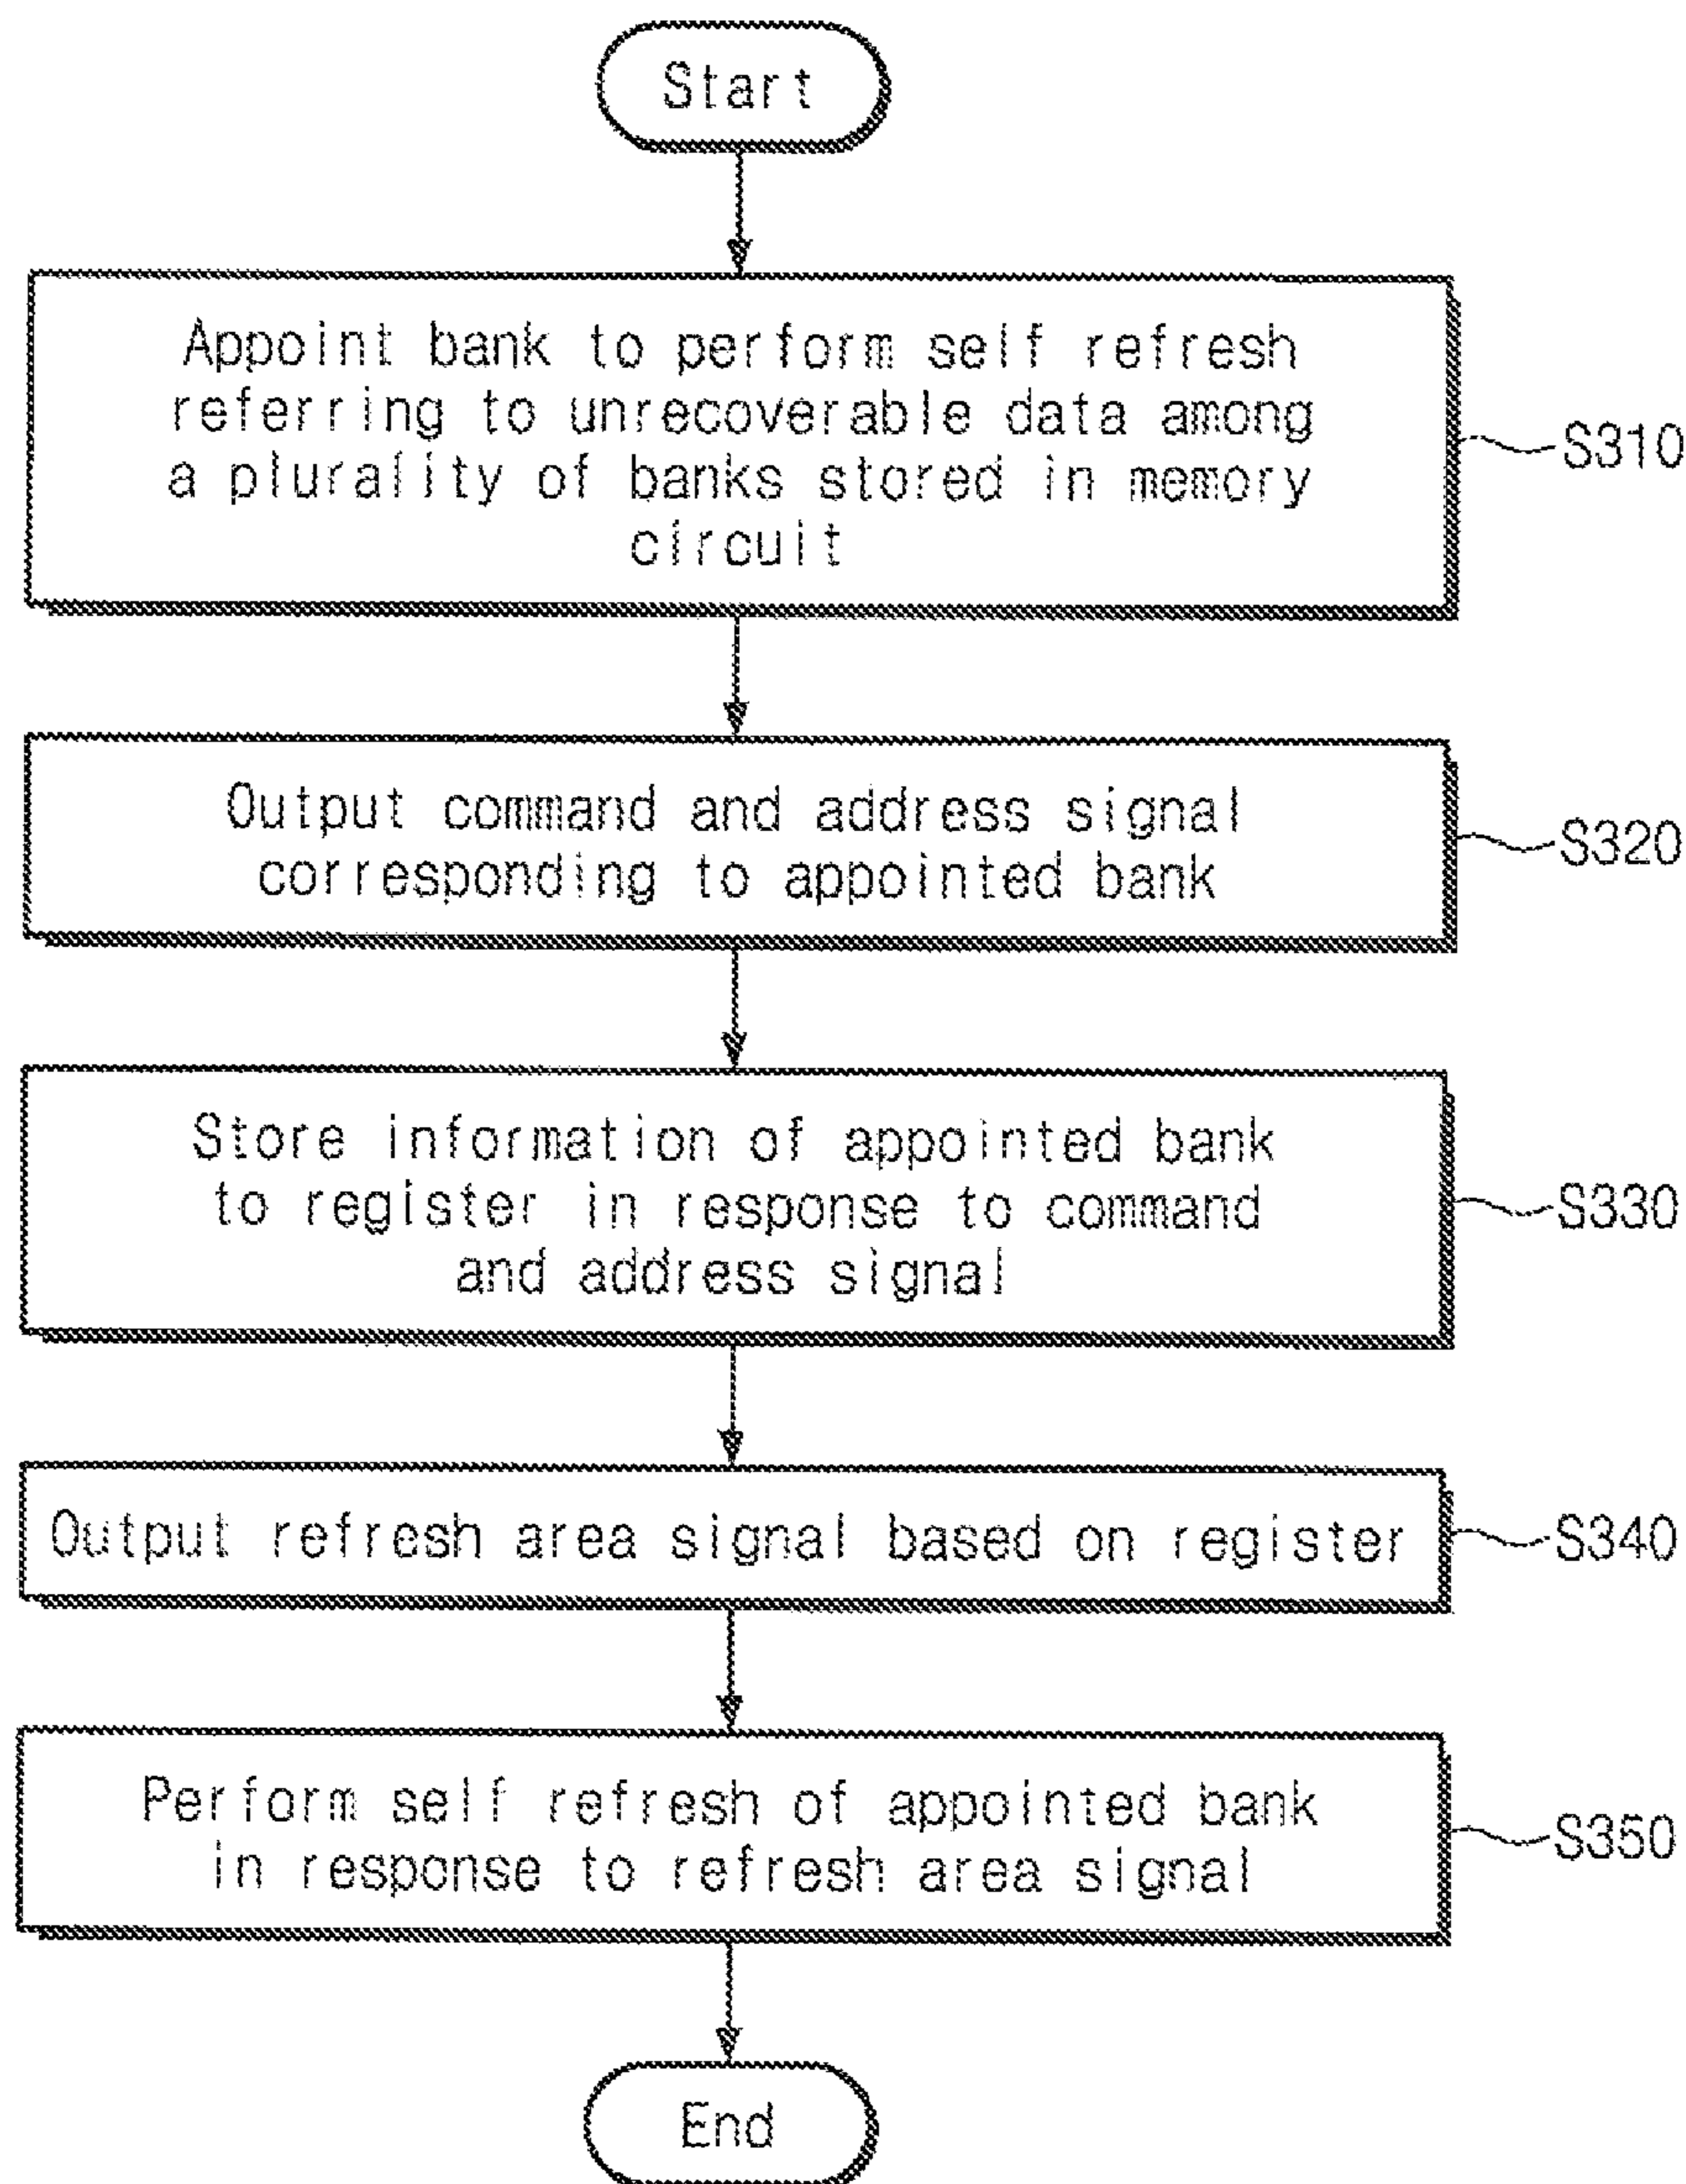 Start
Appoint bank to perform self refresh
referring to unrecoverable data among
a plurality of banks stored in memory
circuit
S310
Output command and address signal
corresponding to appointed bank
S320
Store information of appointed bank
to register in response to command
and address signal
S330
Output refresh area signal based on register
S340
Perform self refresh of appointed bank
in response to refresh area signal
S350
End